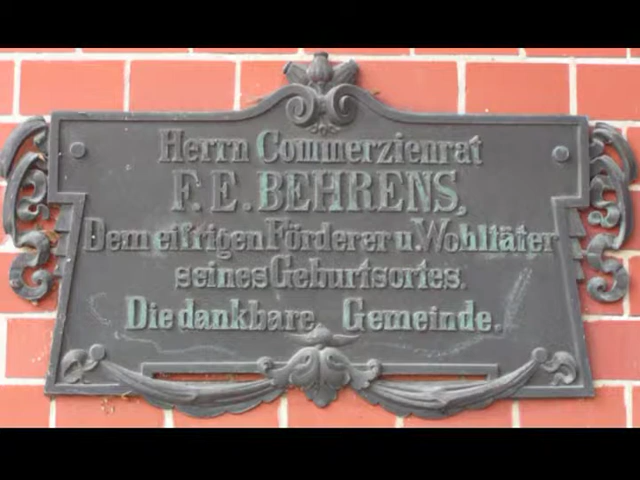 Herrn Commerzienrat
F. E. BEHRENS,
Dem eifrigen Förderer u. Wohltäter
seines Geburtsortes.
Die dankbare Gemeinde.